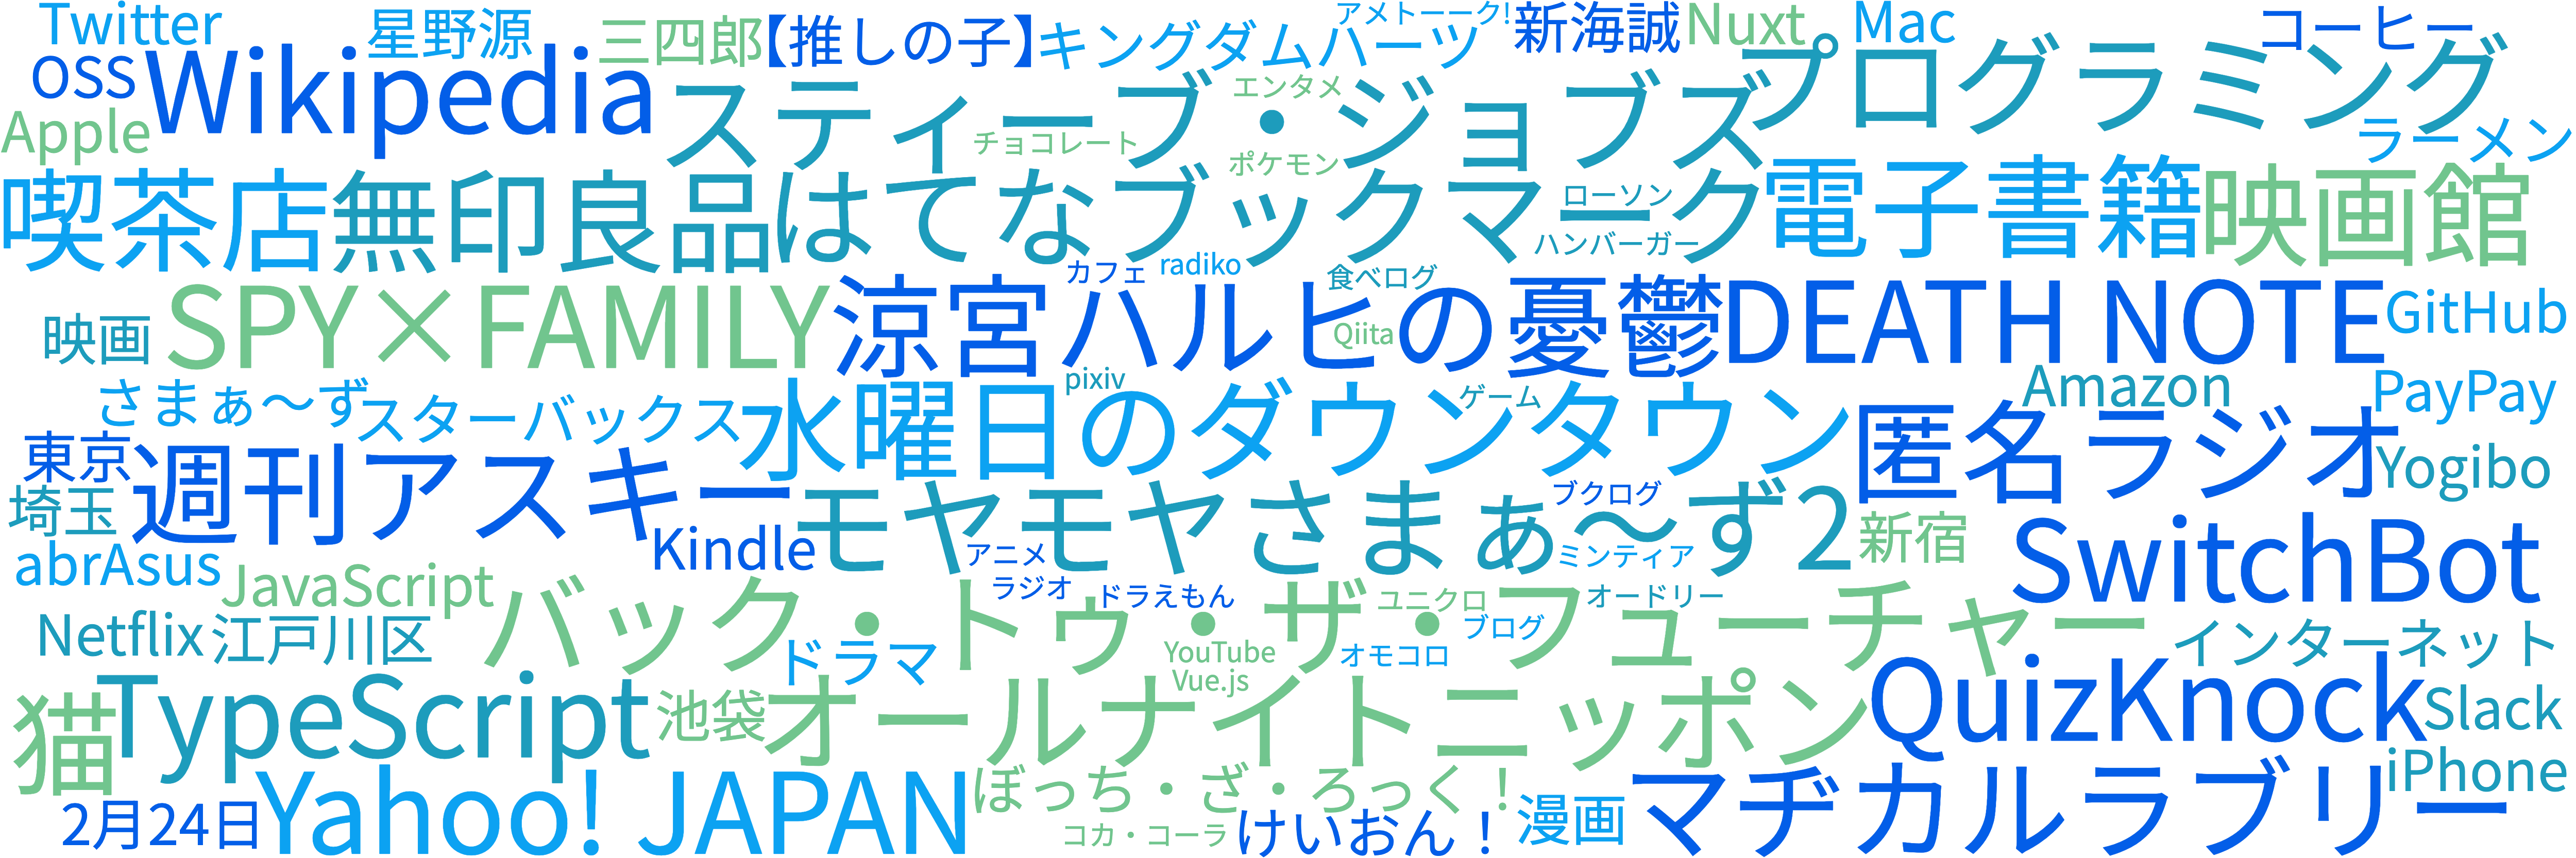 Twitter
星野源
三四郎
【推しの子】
キングダムハーツ
アメトーーク!
新海誠
Nuxt
Mac
コーヒー
OSS
Wikipedia
スティーブ・ジョブズ
エンタメ
プログラミング
Apple
チョコレート
ポケモン
ラーメン
喫茶店
無印良品
はてなブックマーク
ローソン
ハンバーガー
電子書籍
映画館
カフェ
radiko
食べログ
映画
SPY×FAMILY
涼宮ハルヒの憂鬱
Qiita
DEATH NOTE
GitHub
さまぁ〜ず
スターバックス
pixiv
水曜日のダウンタウン
ゲーム
Amazon
PayPay
東京
週刊アスキー
匿名ラジオ
Yogibo
埼玉
モヤモヤさまぁ〜ず2
ブクログ
新宿
SwitchBot
abrAsus
Kindle
アニメ
ミンティア
JavaScript
ラジオ
ドラえもん
ユニクロ
オードリー
Netflix
江戸川区
バック・トゥ・ザ・フューチャー
ブログ
インターネット
ドラマ
YouTube
オモコロ
Vue.js
猫
TypeScript
池袋
オールナイトニッポン
QuizKnock
Slack
2月24日
Yahoo! JAPAN
ぼっち・ざ・ろっく！
コカ・コーラ
けいおん！
漫画
マヂカルラブリー
iPhone